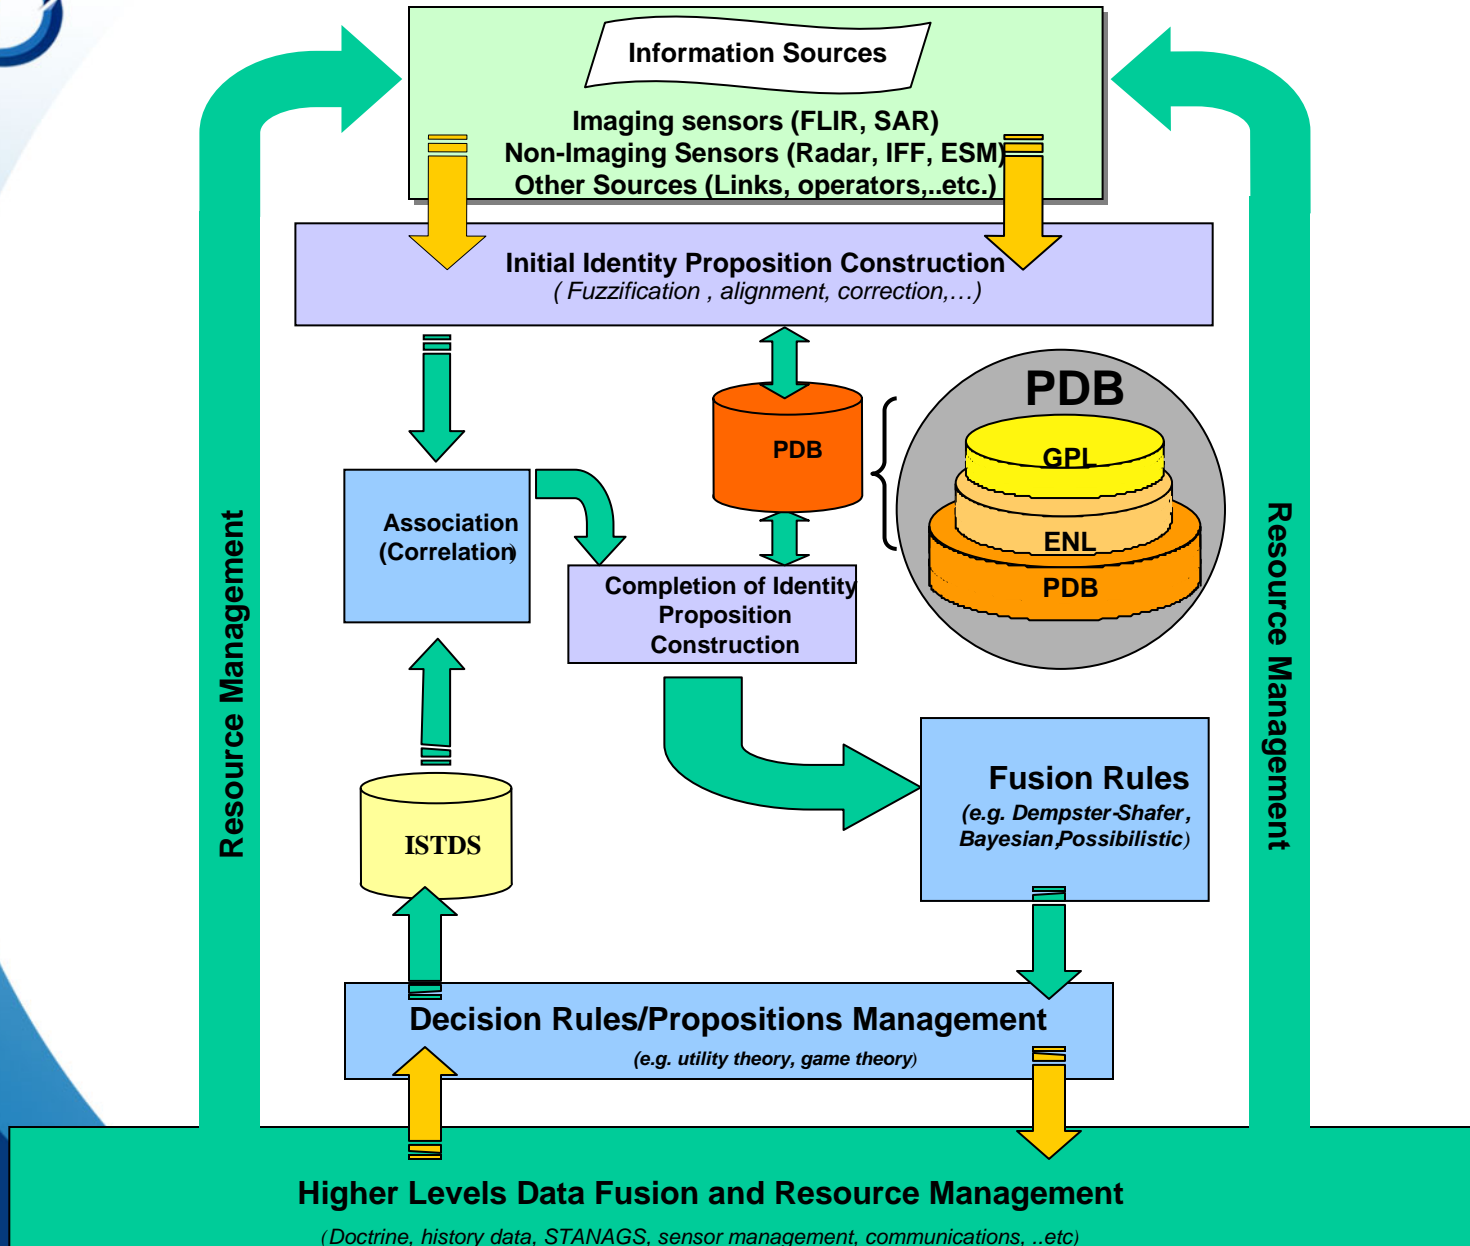 Information Sources
Imaging sensors (FLIR, SAR)
Non-Imaging Sensors (Radar, IFF, ESM)
Other Sources (Links, operators,..etc.)
Initial Identity Proposition Construction
( Fuzzification , alignment, correction,…)
PDB
PDB
GPL
ENL
PDB
Association
(Correlation)
Completion of Identity
Proposition
Construction
Resource Management
Resource Management
Fusion Rules
(e.g. Dempster-Shafer,
Bayesian,Possibilistic)
ISTDS
Decision Rules/Propositions Management
(e.g. utility theory, game theory)
Higher Levels Data Fusion and Resource Management
(Doctrine, history data, STANAGS, sensor management, communications, ..etc)